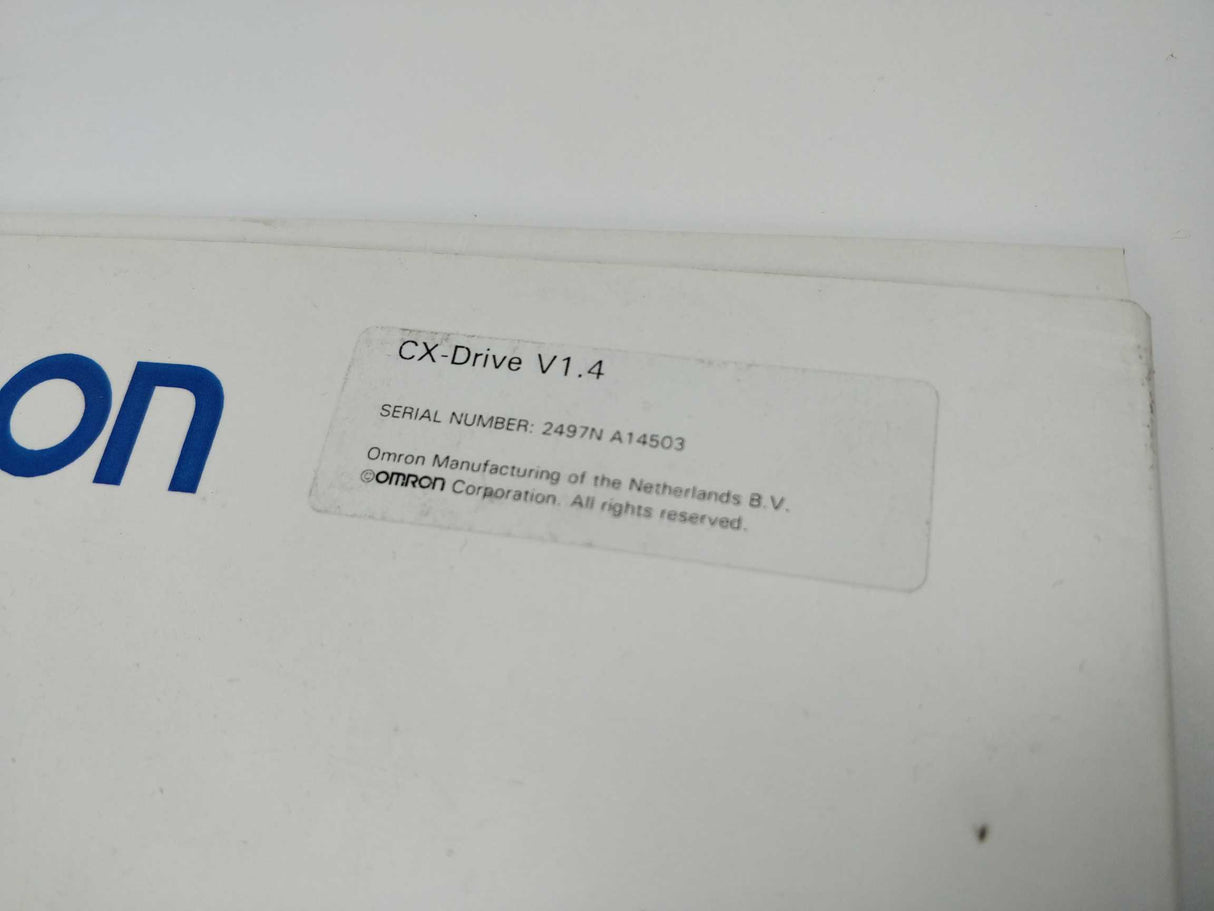 on
CX-Drive V1.4
SERIAL NUMBER: 2497N A14503
Omron Manufacturing of the Netherlands B.V.
©OMRON Corporation. All rights reserved.